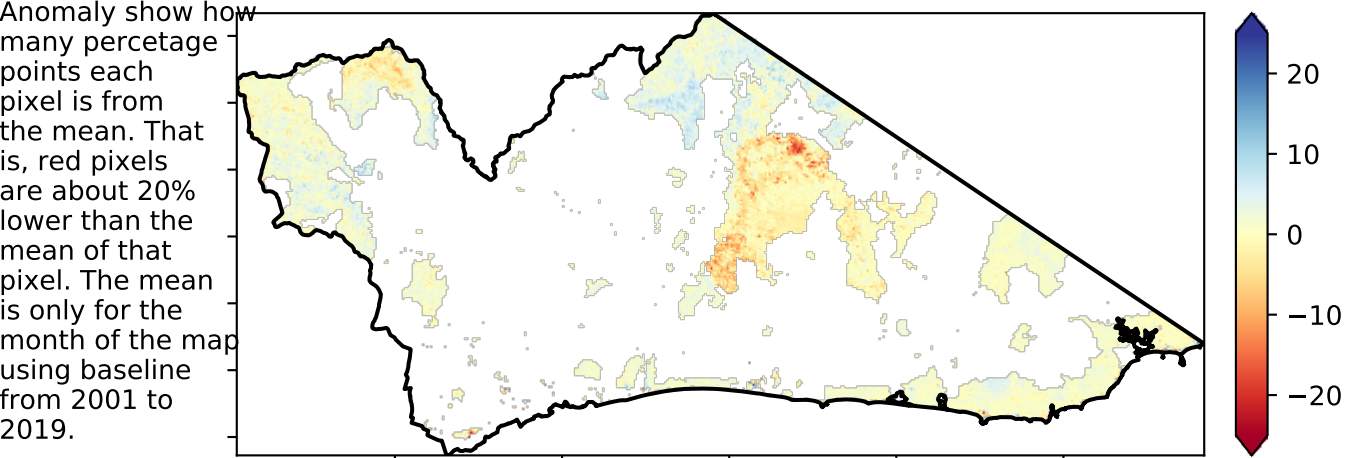 Anomaly show how
many percetage
points each
pixel is from
the mean. That
is, red pixels
are about 20%
lower than the
mean of that
pixel. The mean
is only for the
month of the map
using baseline
from 2001 to
2019.
20
10
0
−10
−20